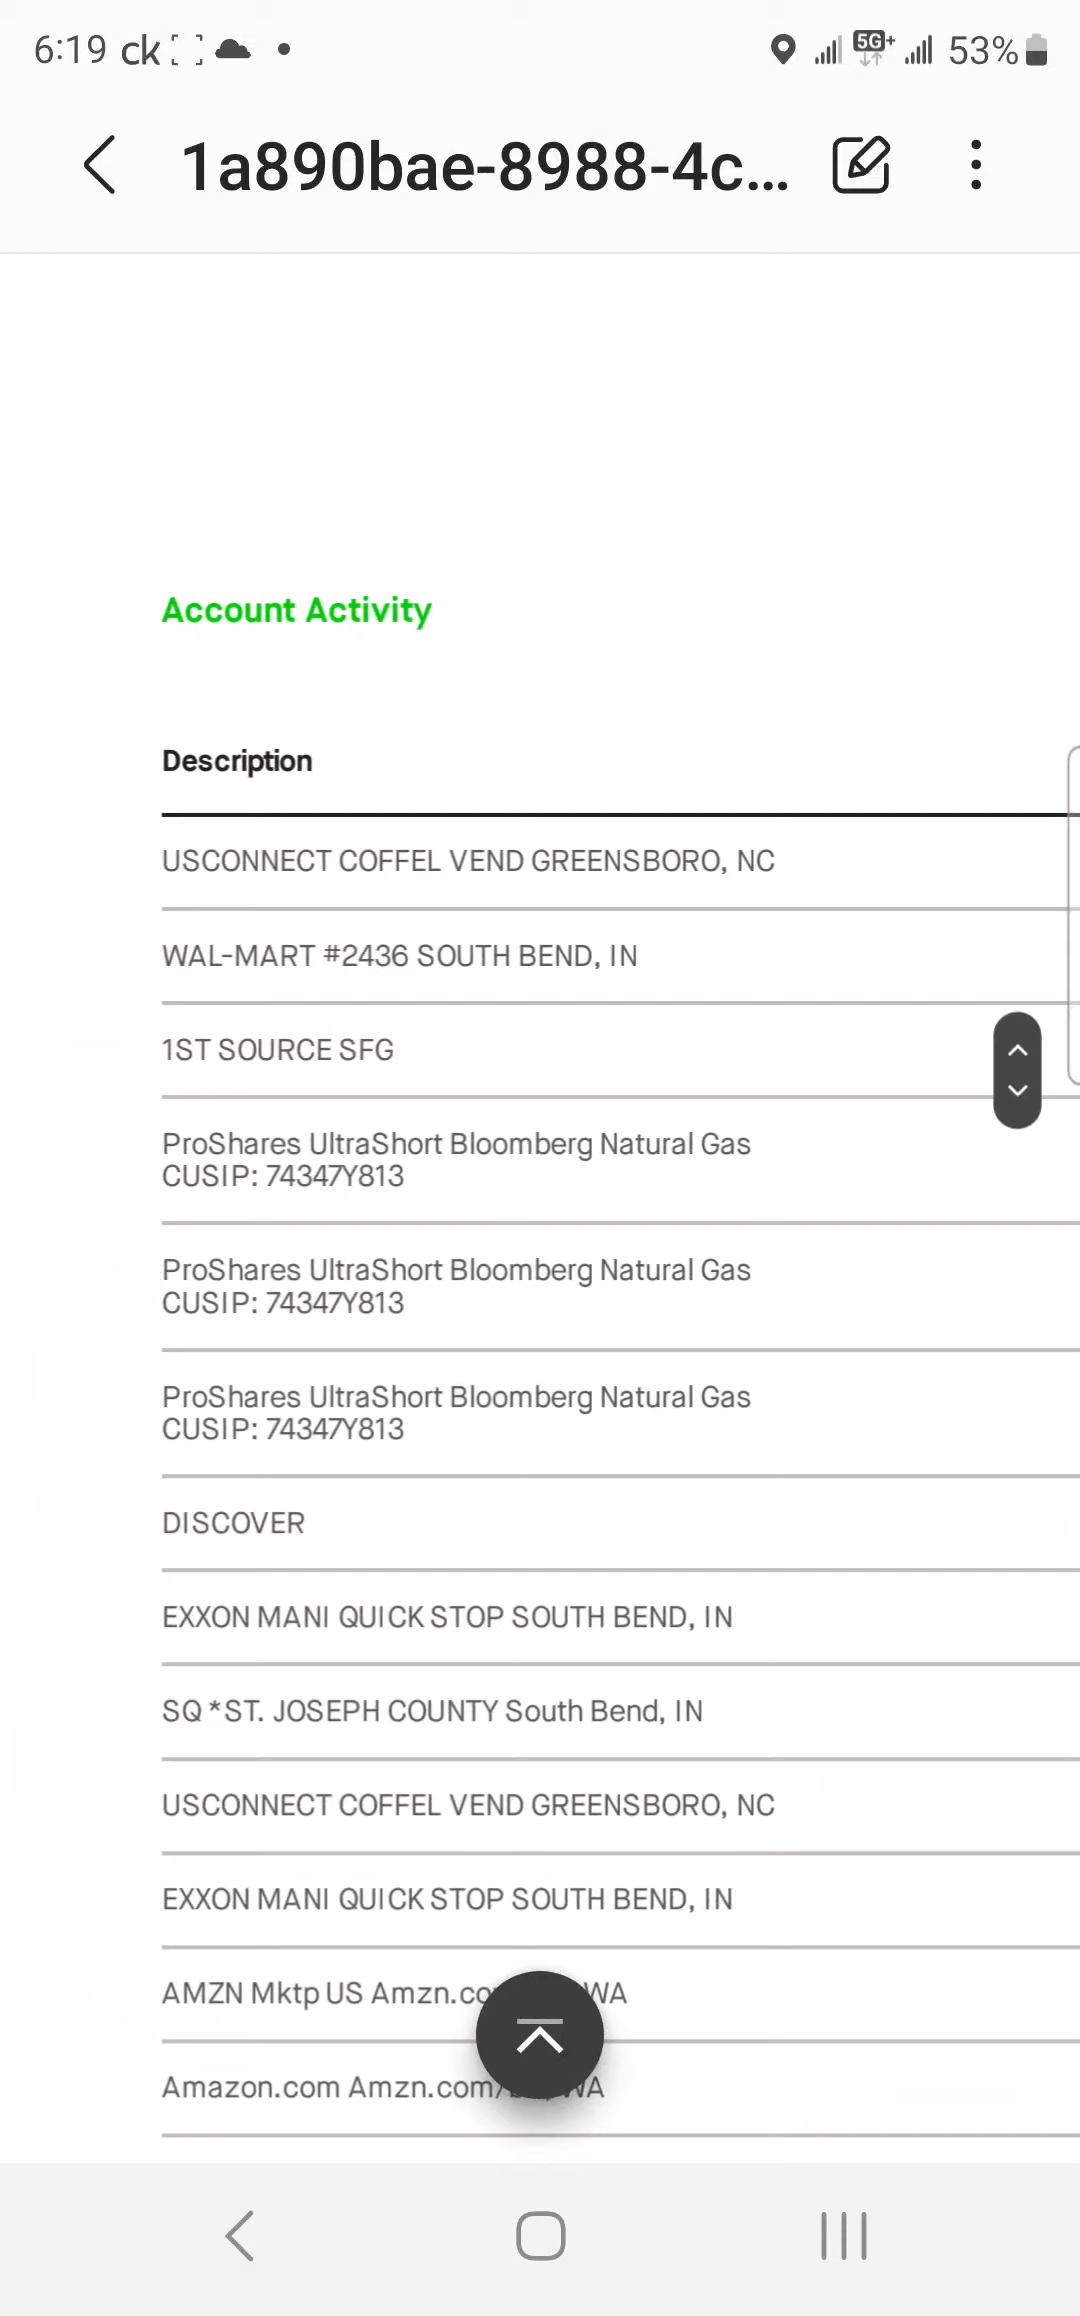 6:19 ck 5G+ 53%
1a890bae-8988-4c...
Account Activity
Description
USCONNECT COFFEL VEND GREENSBORO, NC
WAL-MART #2436 SOUTH BEND, IN
1ST SOURCE SFG
ProShares UltraShort Bloomberg Natural Gas
CUSIP: 74347Y813
ProShares UltraShort Bloomberg Natural Gas
CUSIP: 74347Y813
ProShares UltraShort Bloomberg Natural Gas
CUSIP: 74347Y813
DISCOVER
EXXON MANI QUICK STOP SOUTH BEND, IN
SQ *ST. JOSEPH COUNTY South Bend, IN
USCONNECT COFFEL VEND GREENSBORO, NC
EXXON MANI QUICK STOP SOUTH BEND, IN
AMZN Mktp US WA
Amazon.com WA